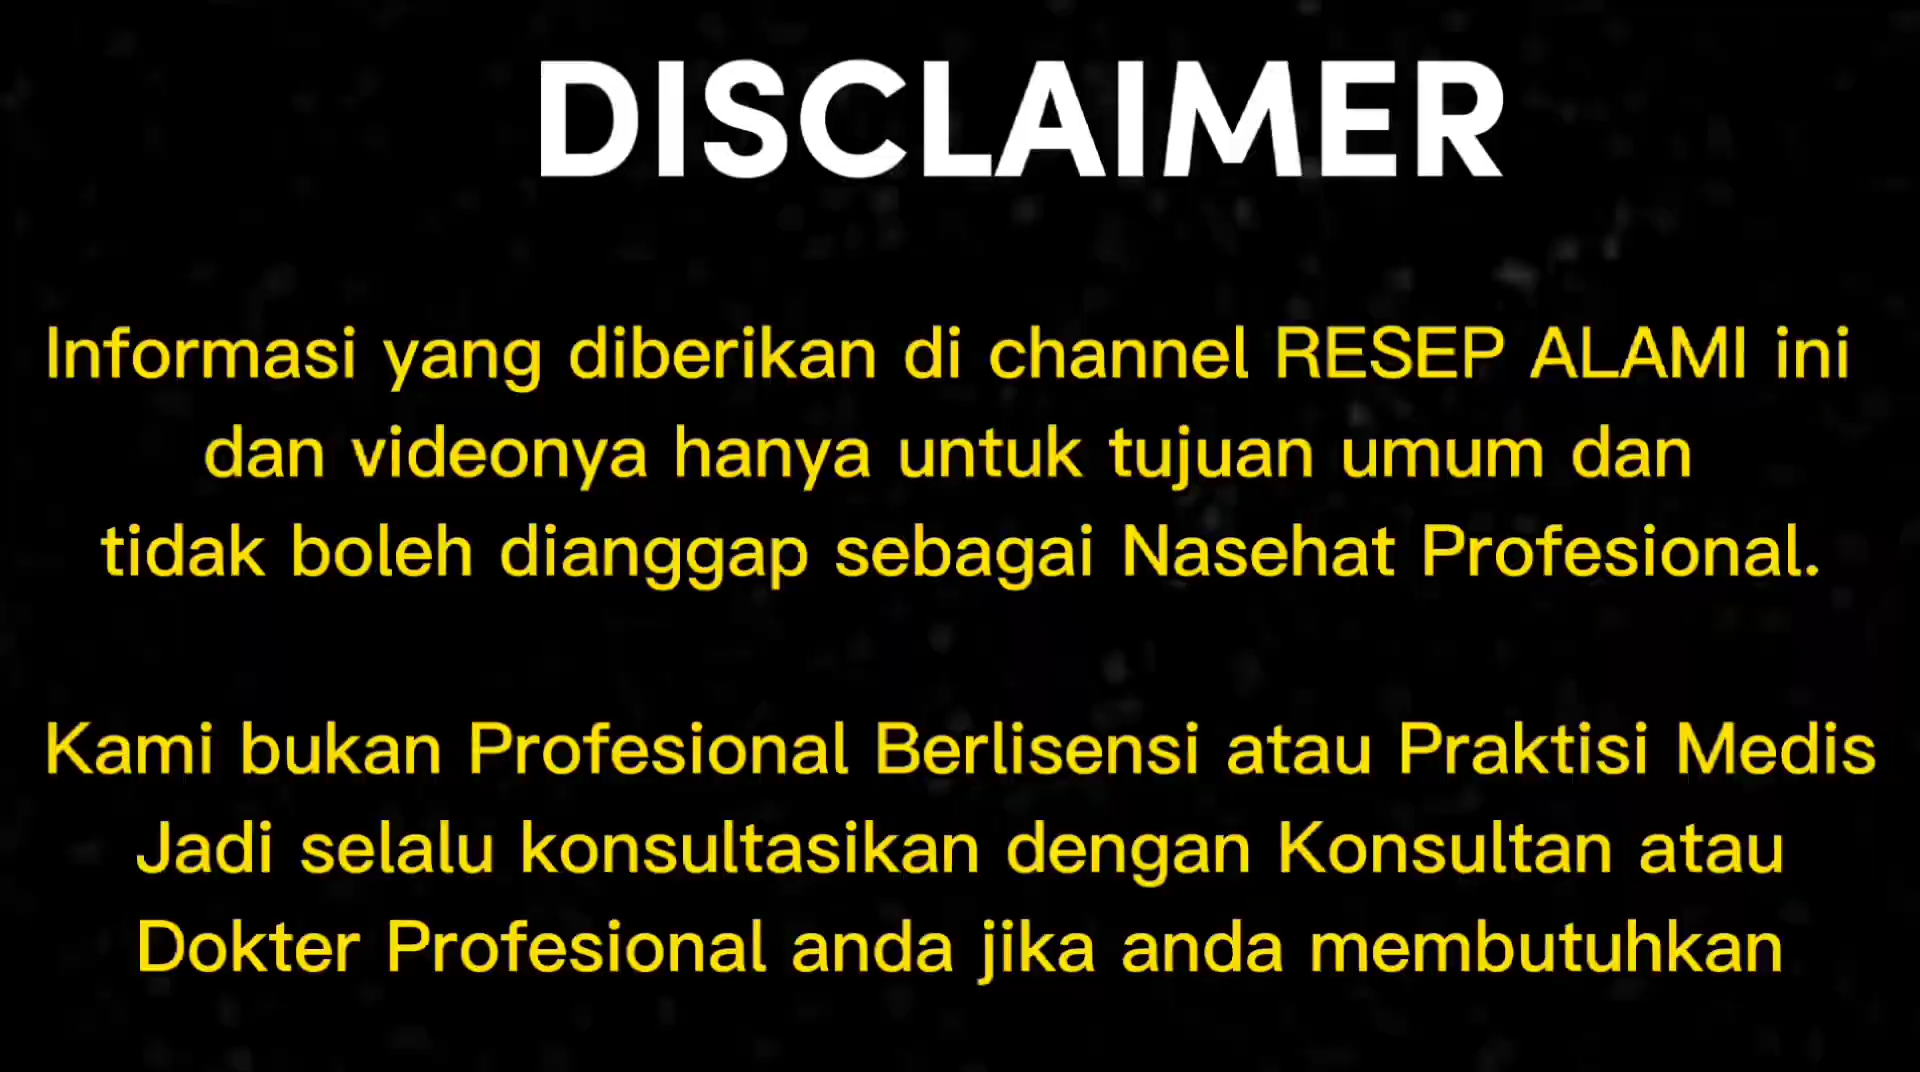 DISCLAIMER
Informasi yang diberikan di channel RESEP ALAMI ini
dan videonya hanya untuk tujuan umum dan
tidak boleh dianggap sebagai Nasehat Profesional.
Kami bukan Profesional Berlisensi atau Praktisi Medis
Jadi selalu konsultasikan dengan Konsultan atau
Dokter Profesional anda jika anda membutuhkan